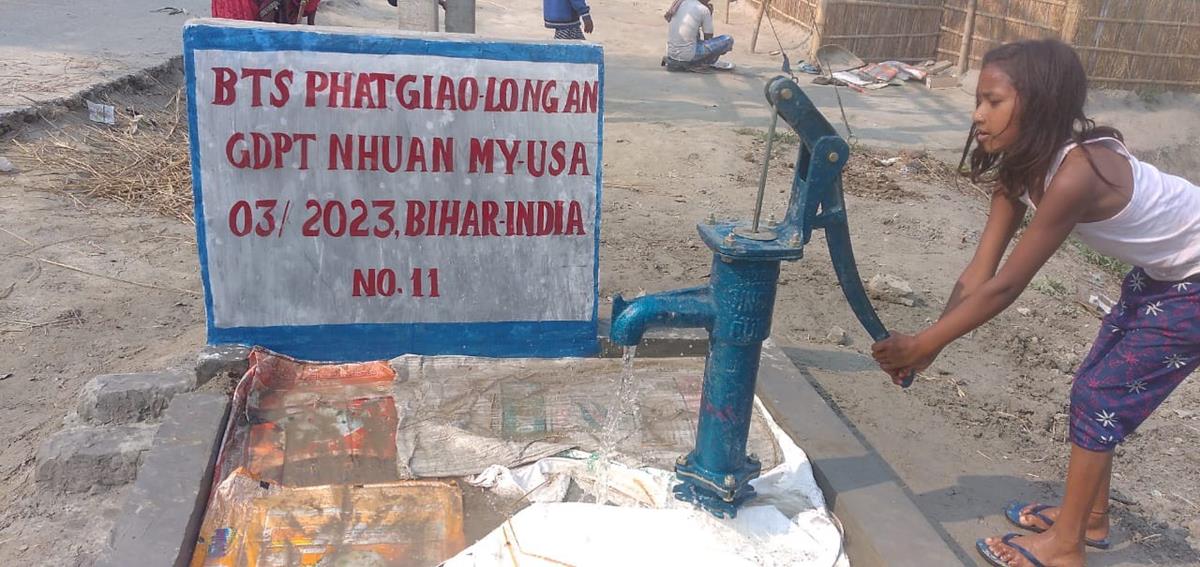 BTS PHATGIAO-LONG AN
GDPT NHUAN MY-USA
03/ 2023, BIHAR-INDIA
NO. 11